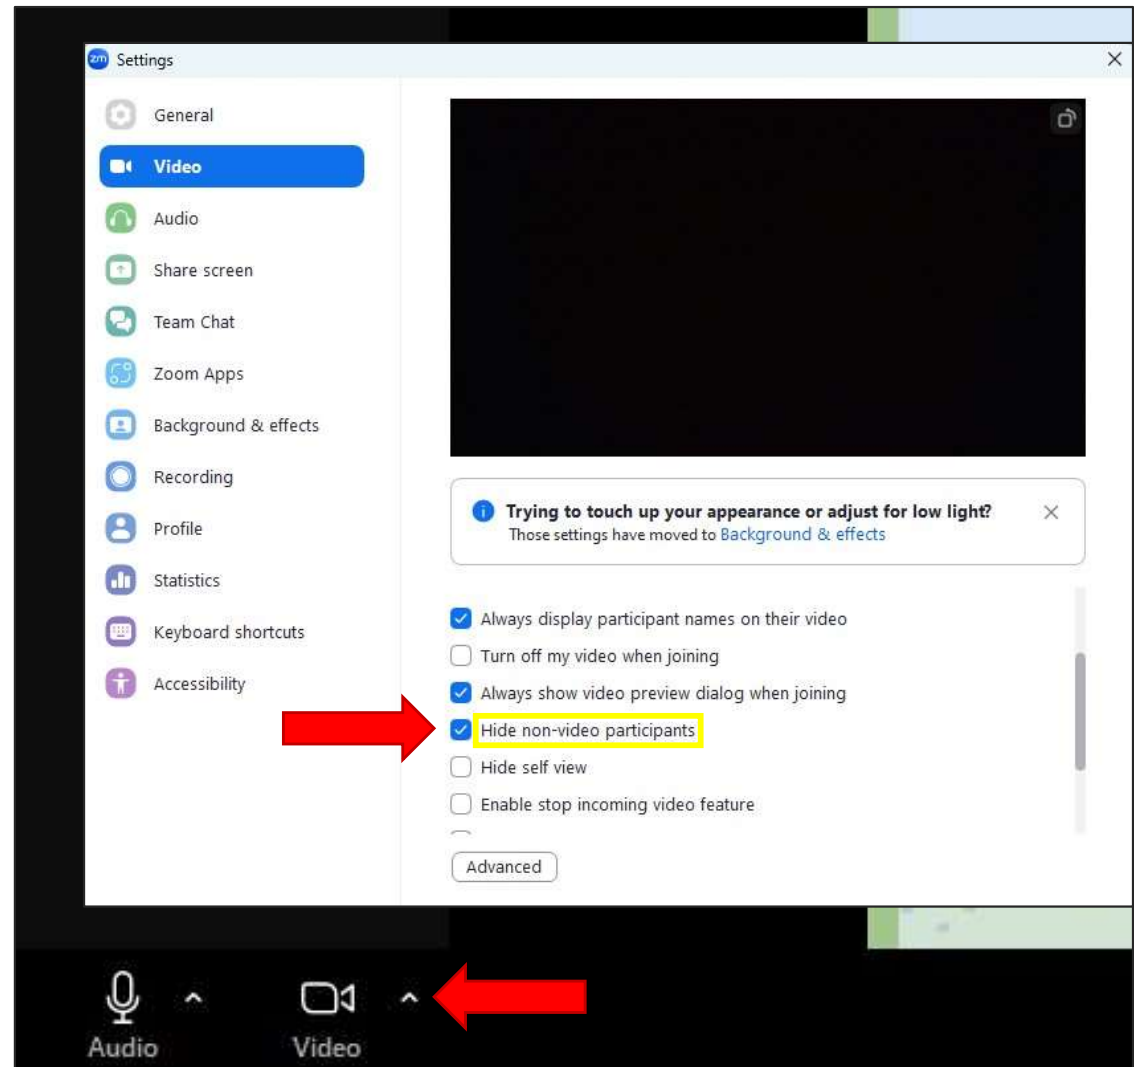 zm Settings
General
Video
Audio
Share screen
Team Chat
Zoom Apps
Background & effects
Recording
Profile
Statistics
Keyboard shortcuts
Accessibility
Trying to touch up your appearance or adjust for low light?
Those settings have moved to Background & effects
Always display participant names on their video
Turn off my video when joining
Always show video preview dialog when joining
Hide non-video participants
Hide self view
Enable stop incoming video feature
Advanced
Audio
Video